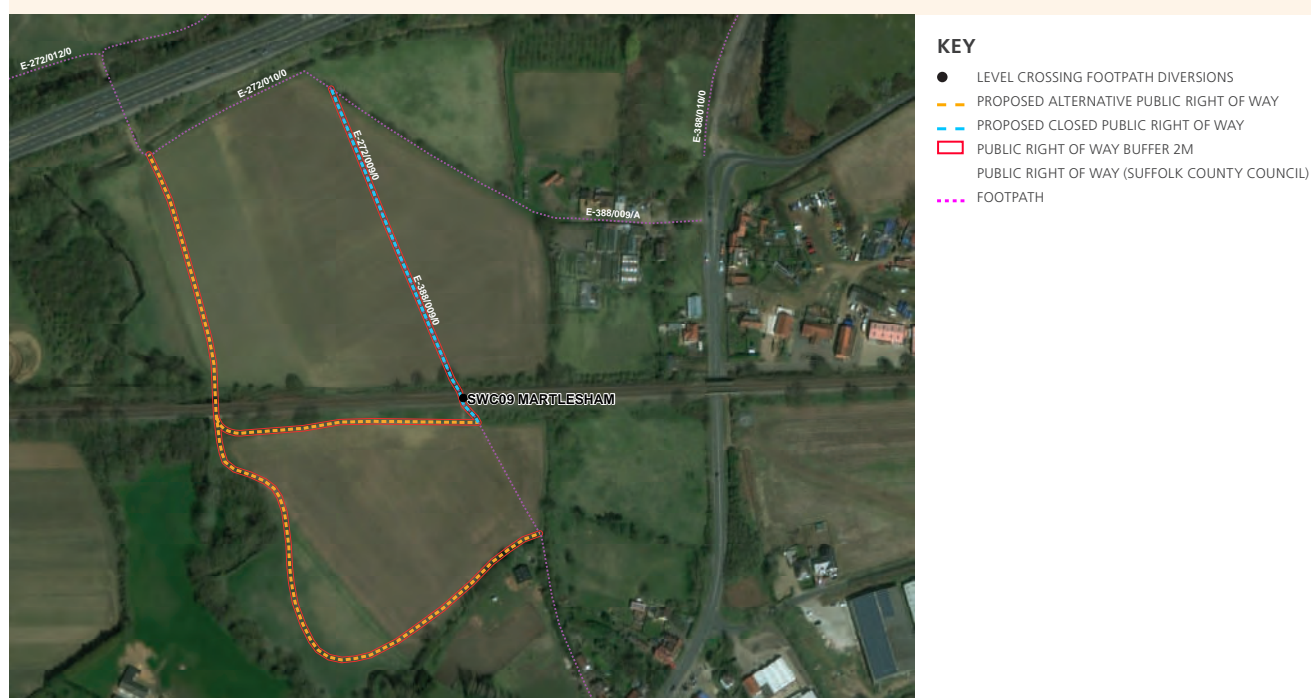 E-272/012/0
E-272/010/0
E-272/009/0
E-388/009/0
E-388/009/A
E-388/010/0
SWC09 MARTLESHAM
KEY
LEVEL CROSSING FOOTPATH DIVERSIONS
PROPOSED ALTERNATIVE PUBLIC RIGHT OF WAY
PROPOSED CLOSED PUBLIC RIGHT OF WAY
PUBLIC RIGHT OF WAY BUFFER 2M
PUBLIC RIGHT OF WAY (SUFFOLK COUNTY COUNCIL)
FOOTPATH